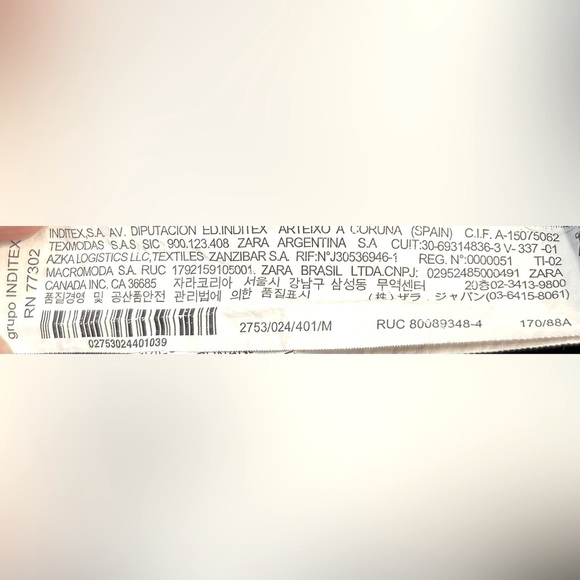 grupo INDITEX
RN 77302
INDITEX,S.A. AV. DIPUTACION ED.INDITEX ARTEIXO A CORUNA (SPAIN) C.I.F. A-15075062
TEXMODAS S.A.S SIC 900.123.408 ZARA ARGENTINA S.A CUIT:30-69314836-3 V- 337 -01
AZKA LOGISTICS LLC,TEXTILES ZANZIBAR S.A. RIF:NºJ30536946-1 REG. Nº:0000051 TI-02
MACROMODA S.A. RUC 1792159105001. ZARA BRASIL LTDA.CNPJ: 02952485000491 ZARA
CANADA INC. CA 36685 자라코리아 서울시 강남구 삼성동 무역센터 20층02-3413-9800
품질경영 및 공산품안전 관리법에 의한 품질표시 (株) ザラ ジャパン(03-6415-8061)
2753/024/401/M RUC 80089348-4 170/88A
02753024401039